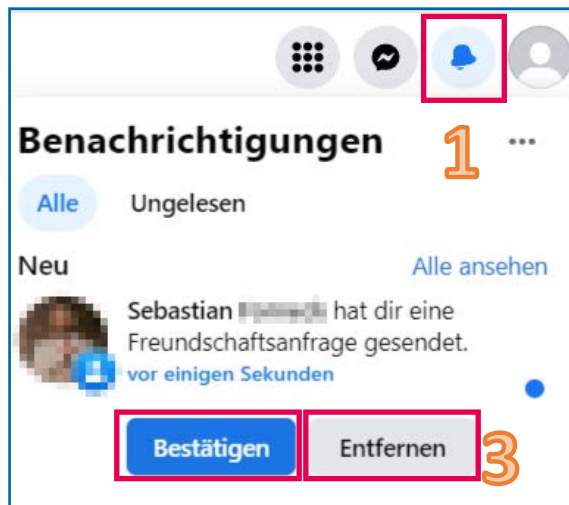 Benachrichtigungen
1
Alle Ungelesen
Neu Alle ansehen
Sebastian hat dir eine
Freundschaftsanfrage gesendet.
vor einigen Sekunden
Bestätigen Entfernen 3